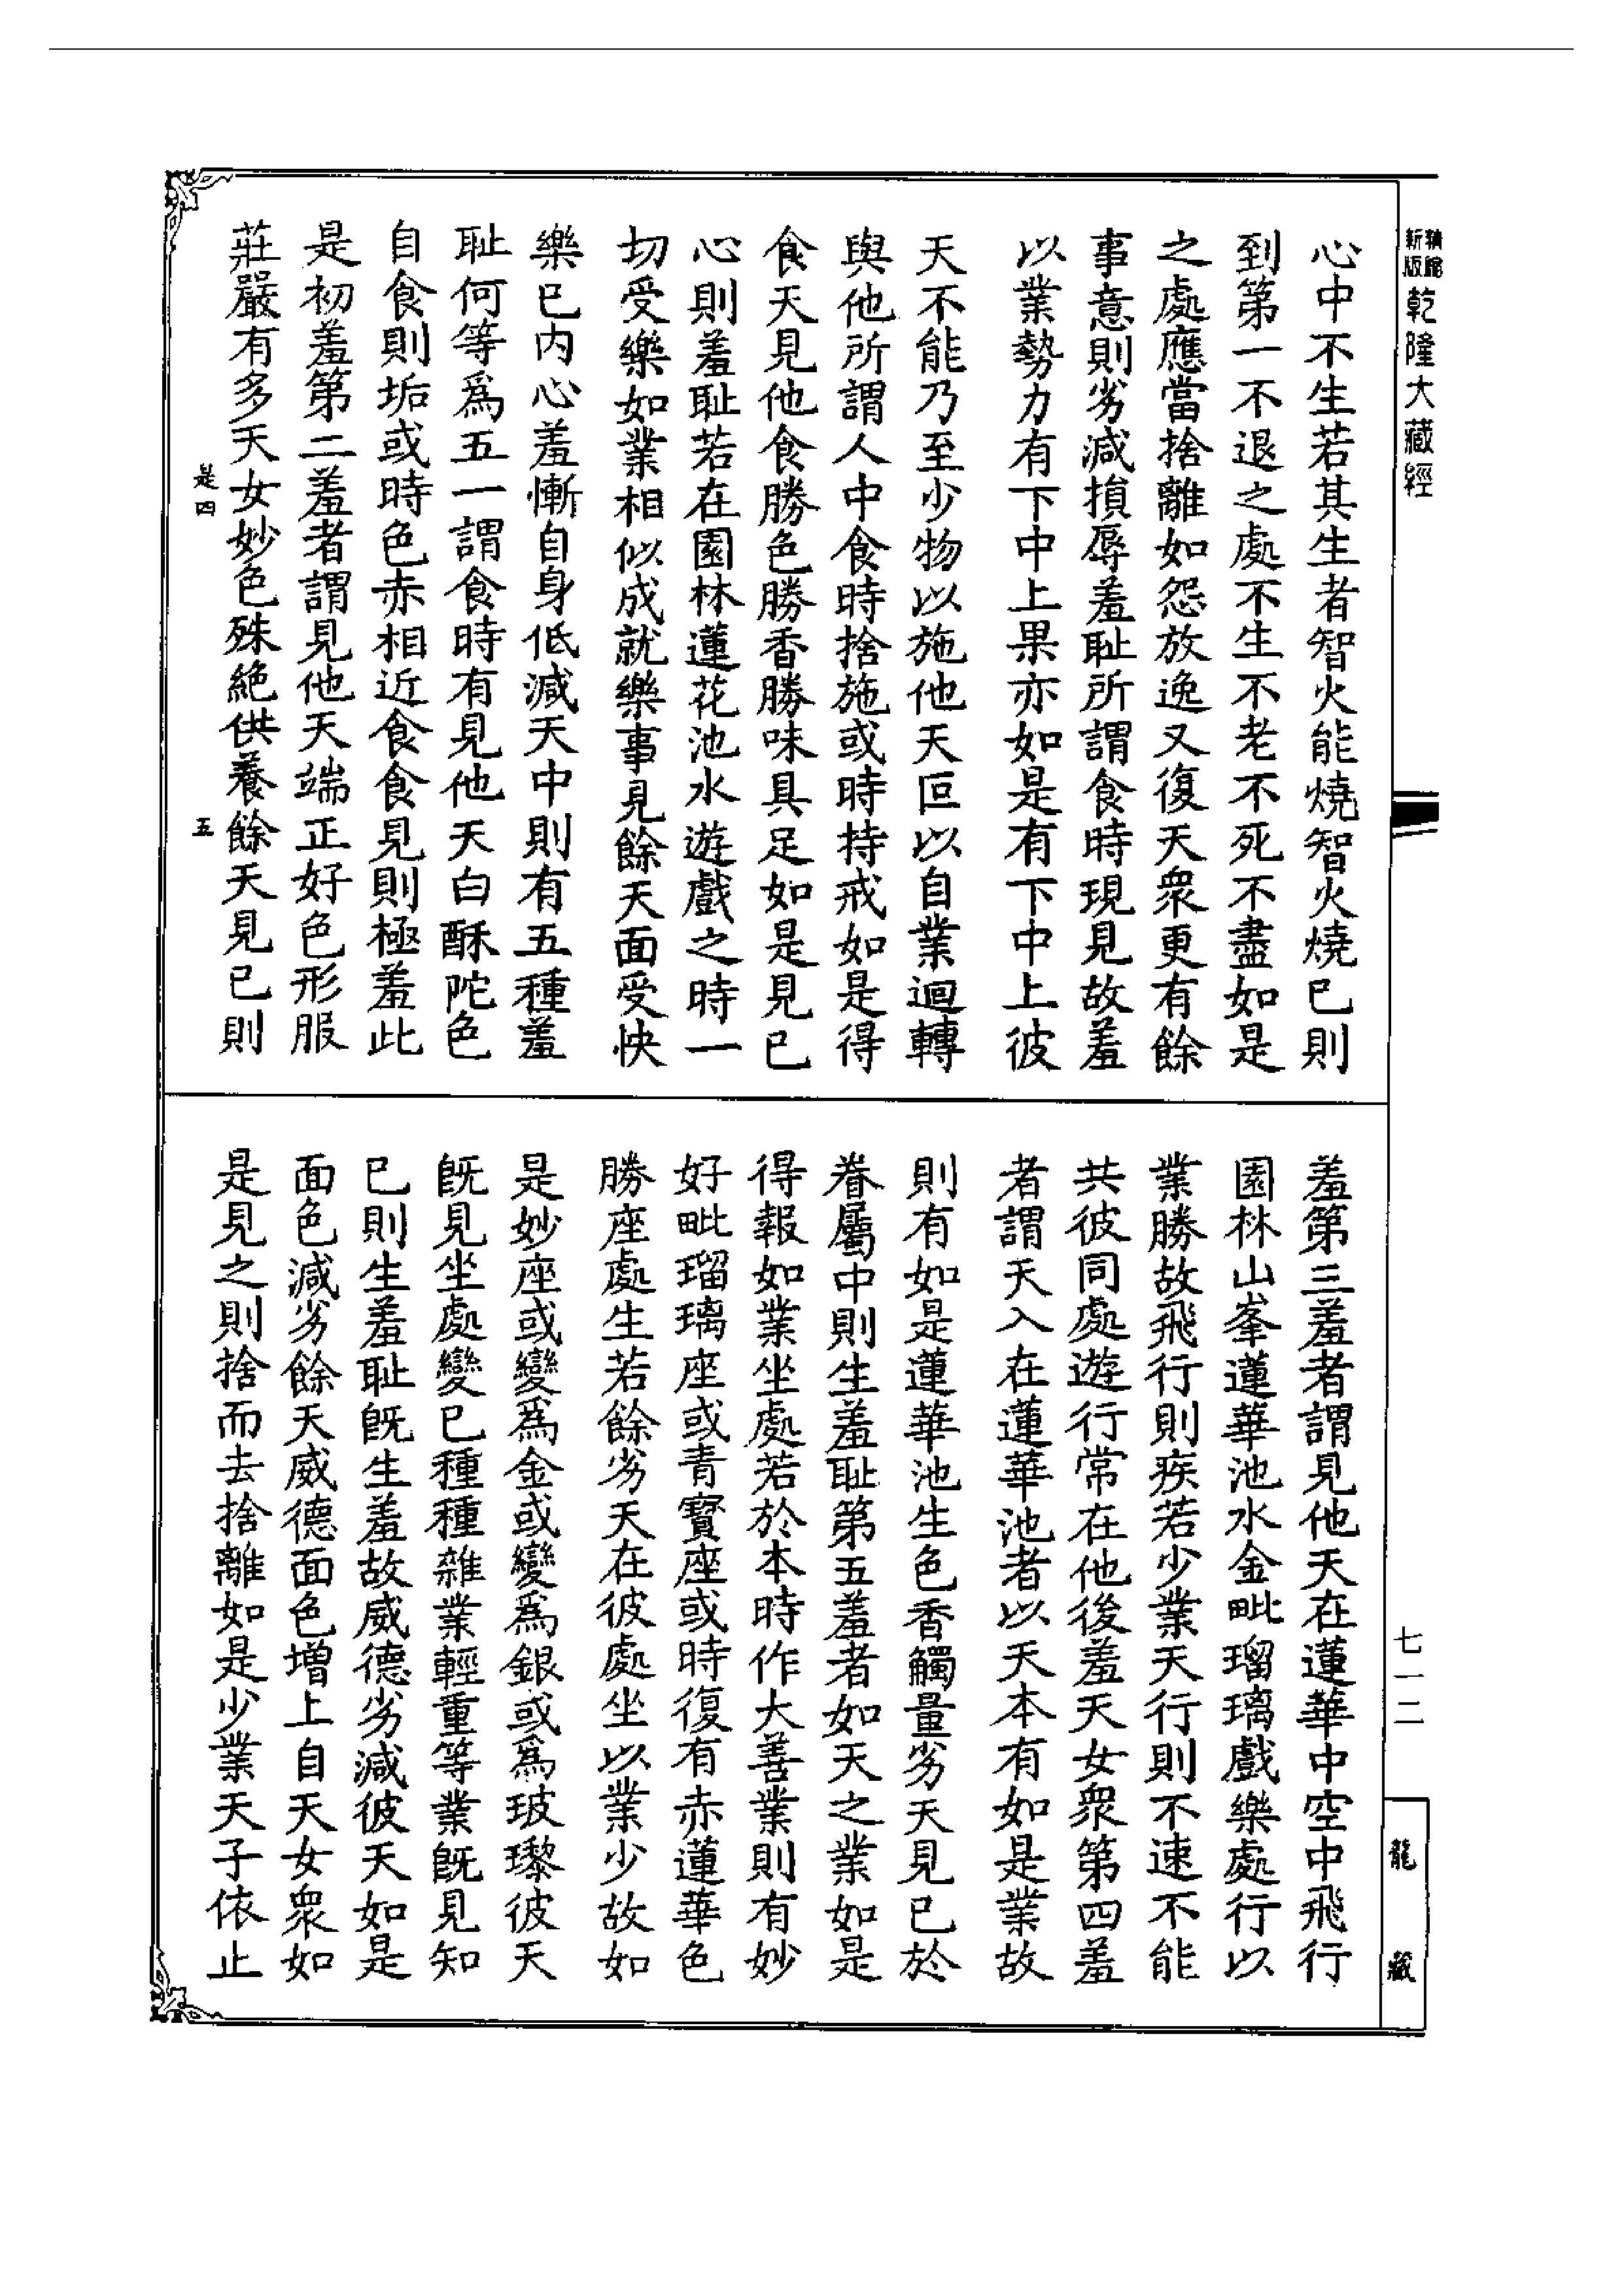 新版
精縮
乾隆大藏經
心中不生若其生者智火能燒智火燒已則
到第一不退之處不生不老不死不盡如是
之處應當捨離如怨放逸又復天眾更有餘
事意則劣減損辱羞耻所謂食時現見故羞
以業勢力有下中上果亦如是有下中上彼
天不能乃至少物以施他天叵以自業迴轉
與他所謂人中食時捨施或時持戒如是得
食天見他食勝色勝香勝味具足如是見已
心則羞耻若在園林蓮花池水遊戲之時一
切受樂如業相似成就樂事見餘天面受快
樂已內心羞慚自身低減天中則有五種羞
耻何等為五一謂食時有見他天白酥陀色
自食則垢或時色赤相近食食見則極羞此
是初羞第二羞者謂見他天端正好色形服
莊嚴有多天女妙色殊絕供養餘天見已則
是四
五
羞第三羞者謂見他天在蓮華中空中飛行
園林山峯蓮華池水金毗瑠璃戲樂處行以
業勝故飛行則疾若少業天行則不速不能
共彼同處遊行常在他後羞天女眾第四羞
者謂天入在蓮華池者以天本有如是業故
則有如是蓮華池生色香觸量劣天見已於
眷屬中則生羞耻第五羞者如天之業如是
得報如業坐處若於本時作大善業則有妙
好毗瑠璃座或青寶座或時復有赤蓮華色
勝座處生若餘劣天在彼處坐以業少故如
是妙座或變爲金或變爲銀或爲玻瓈彼天
旣見坐處變已種種雜業輕重等業旣見知
已則生羞耻旣生羞故威德劣減彼天如是
面色減劣餘天威德面色增上自天女眾如
是見之則捨而去捨離如是少業天子依止
七一二
龍藏